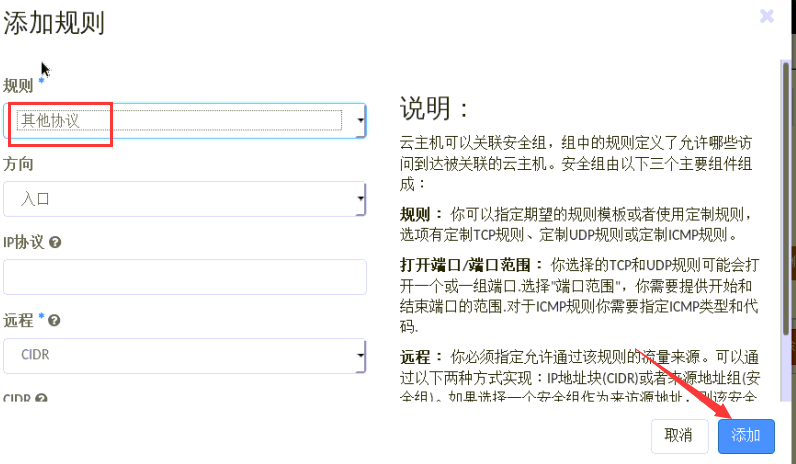 添加规则
规则 *
其他协议
方向
入口
IP协议
远程 *
CIDR
CIDR
说明：
云主机可以关联安全组，组中的规则定义了允许哪些访
问到达被关联的云主机。安全组由以下三个主要组件组
成：
规则： 你可以指定期望的规则模板或者使用定制规则，
选项有定制TCP规则、定制UDP规则或定制ICMP规则。
打开端口/端口范围： 你选择的TCP和UDP规则可能会打
开一个或一组端口.选择"端口范围"，你需要提供开始和
结束端口的范围.对于ICMP规则你需要指定ICMP类型和代
码.
远程： 你必须指定允许通过该规则的流量来源。可以通
过以下两种方式实现：IP地址块(CIDR)或者来源地址组(安
全组)。如果选择一个安全组作为来访源地址，则该安全
取消
添加